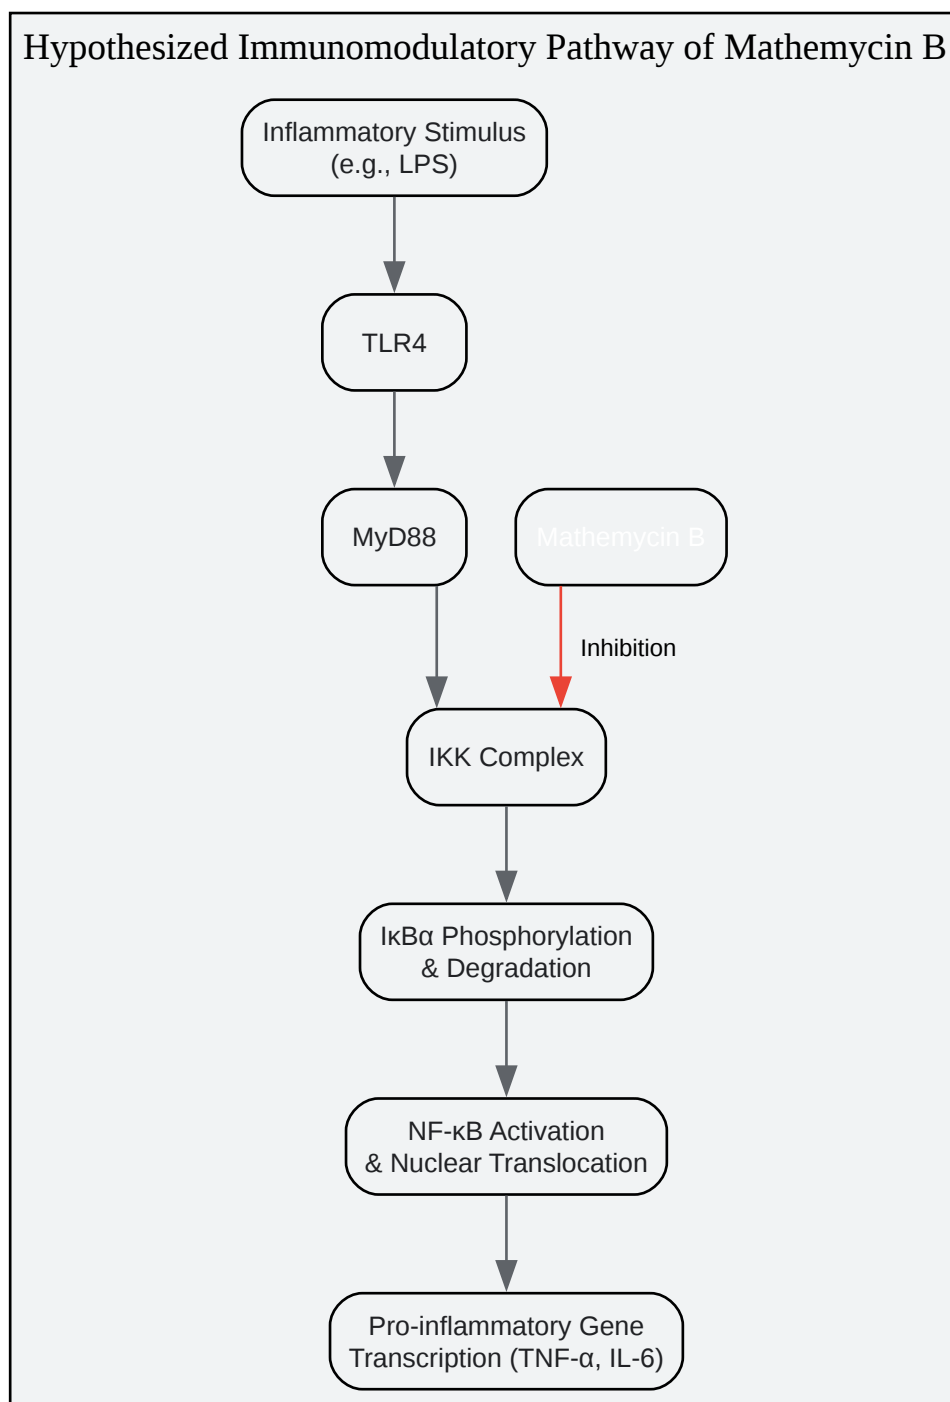 Hypothesized Immunomodulatory Pathway of Mathemycin B
Inflammatory Stimulus
(e.g., LPS)
TLR4
MyD88
Mathemycin B
Inhibition
IKK Complex
IκBα Phosphorylation
& Degradation
NF-κB Activation
& Nuclear Translocation
Pro-inflammatory Gene
Transcription (TNF-α, IL-6)